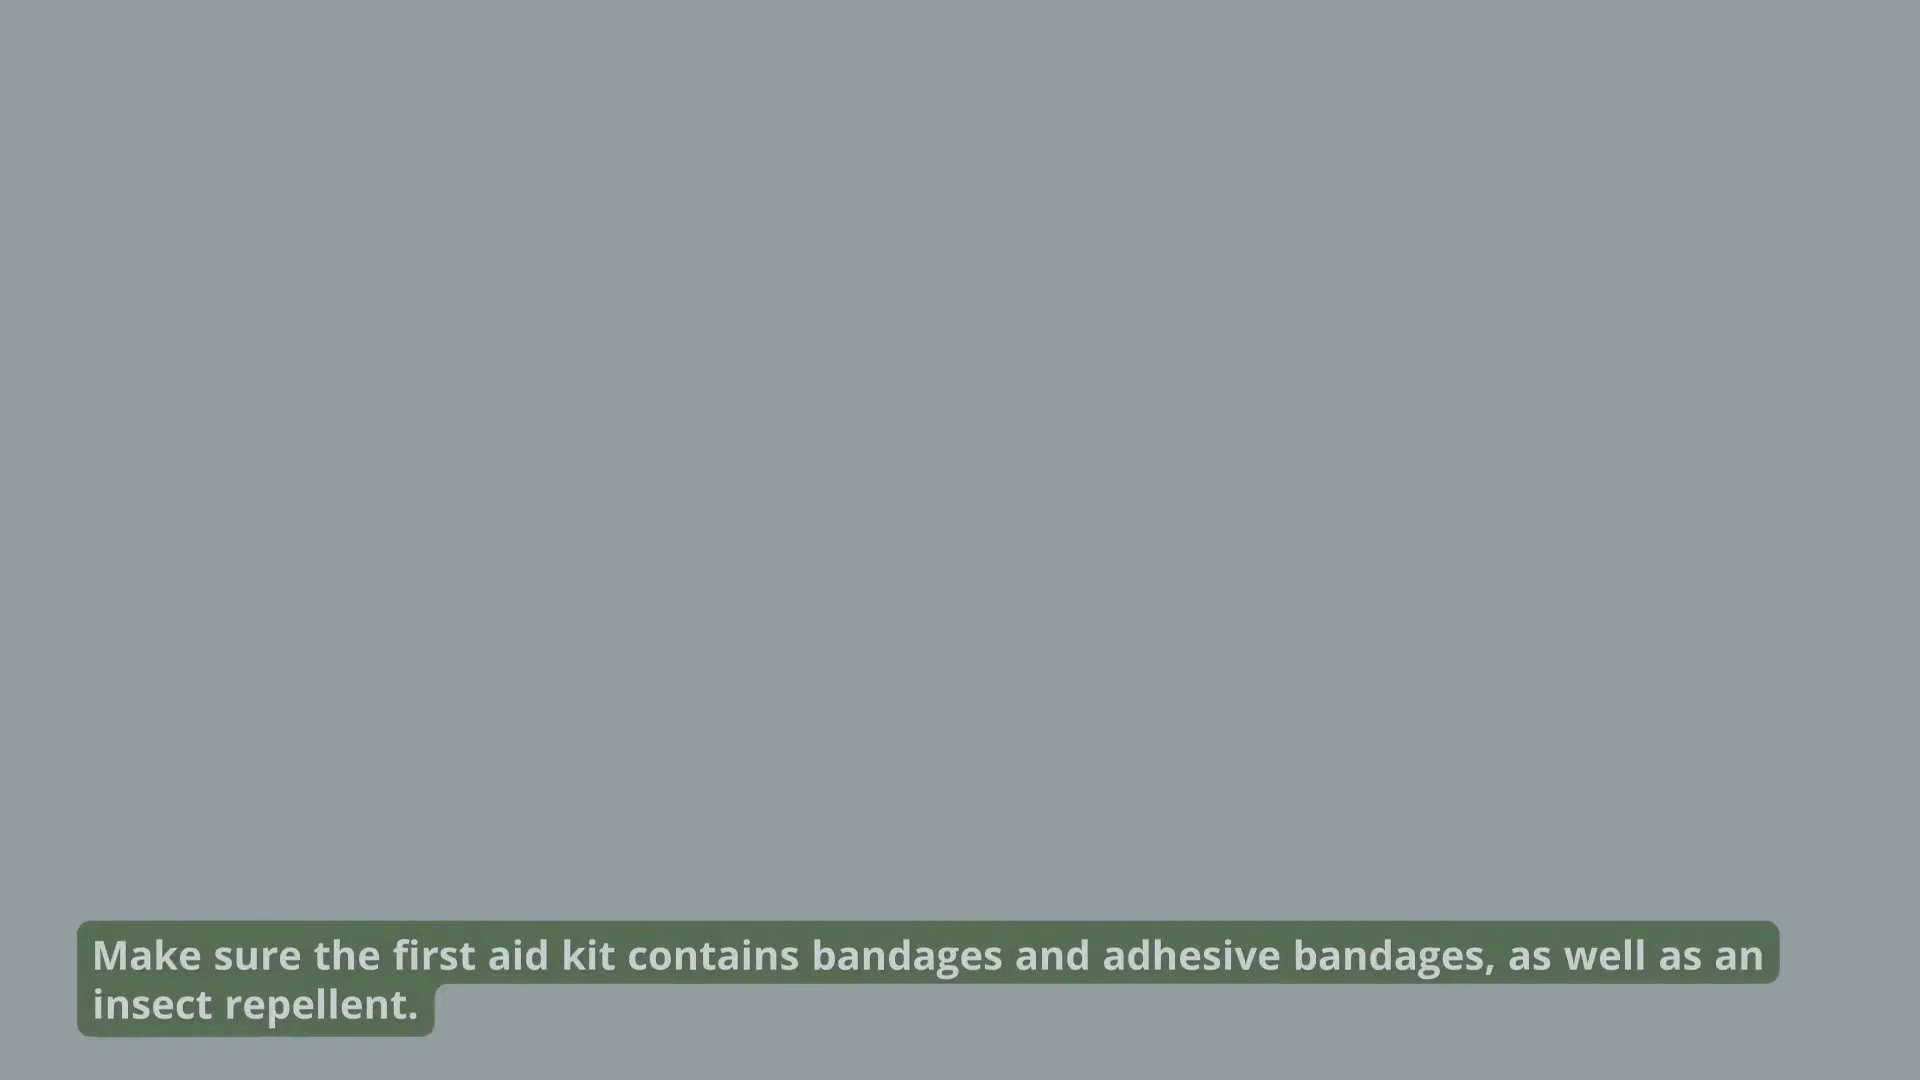 Make sure the first aid kit contains bandages and adhesive bandages, as well as an
insect repellent.